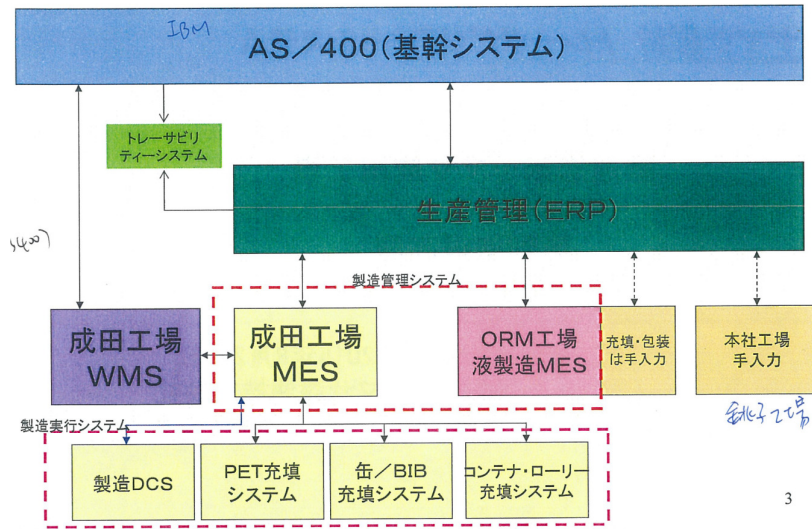 IBM
AS/400(基幹システム)
トレーサビリ
ティーシステム
生産管理(ERP)
製造管理システム
成田工場
WMS
成田工場
MES
ORM工場
液製造MES
充填・包装
は手入力
本社工場
手入力
銚子工場
製造実行システム
製造DCS
PET充填
システム
缶/BIB
充填システム
コンテナ・ローリー
充填システム
3